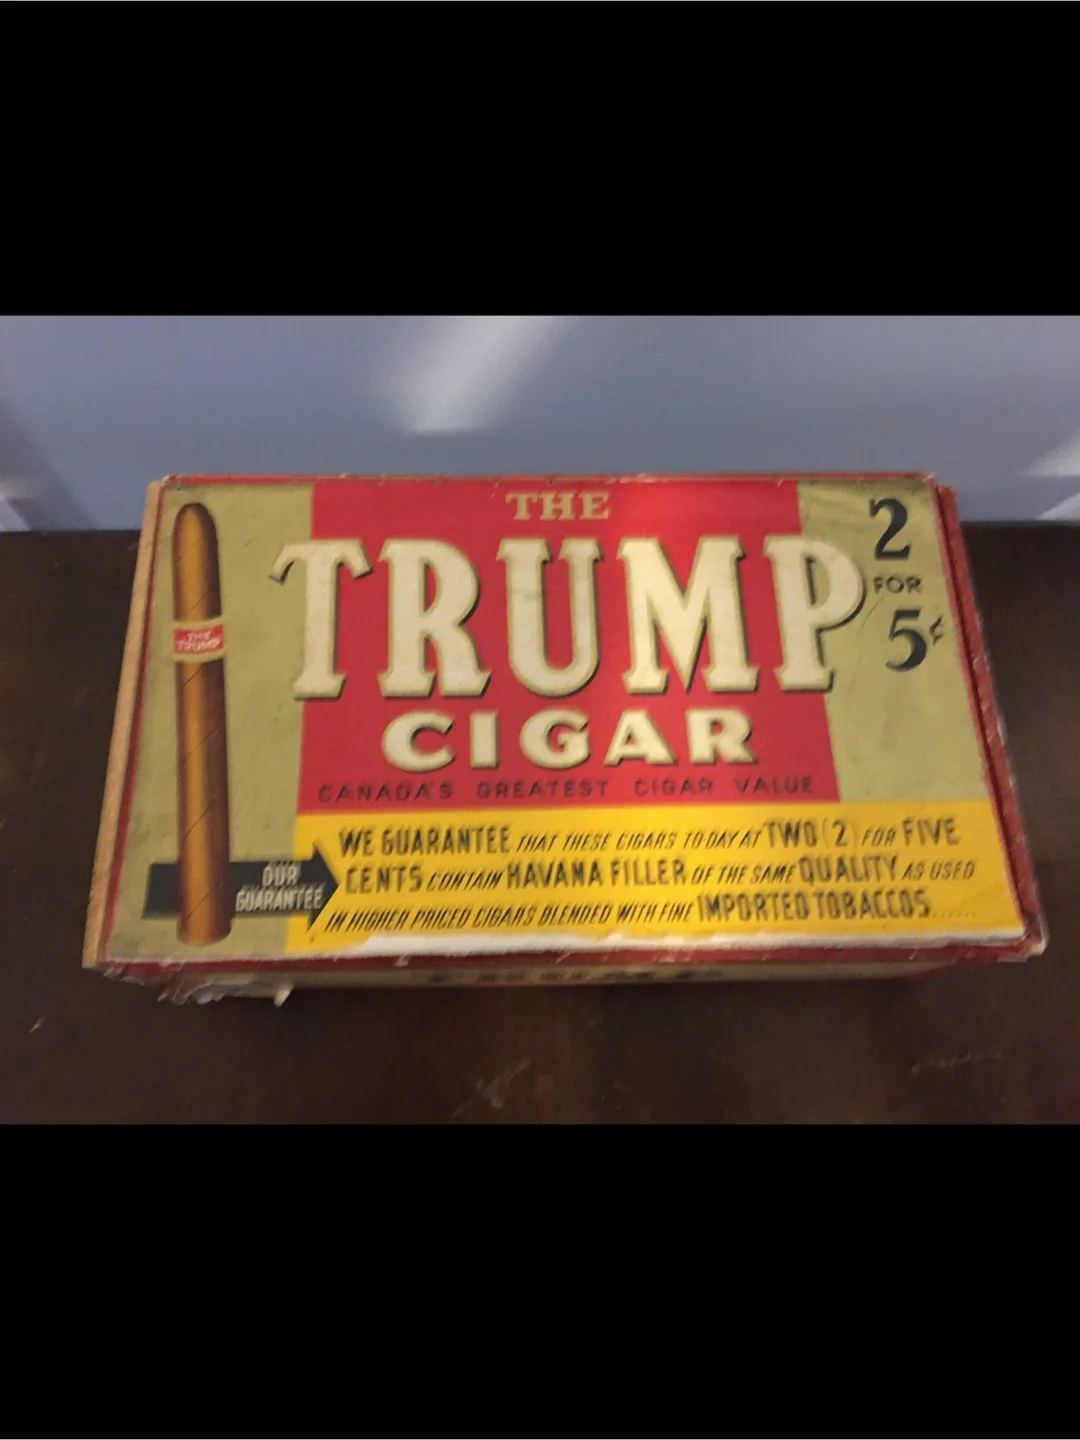 THE
TRUMP
CIGAR
CANADA'S GREATEST CIGAR VALUE
2
FOR
5¢
THE
TRUMP
OUR
GUARANTEE
WE GUARANTEE THAT THESE CIGARS TO-DAY AT TWO (2) FOR FIVE
CENTS CONTAIN HAVANA FILLER OF THE SAME QUALITY AS USED
IN HIGHER PRICED CIGARS BLENDED WITH FINE IMPORTED TOBACCOS......